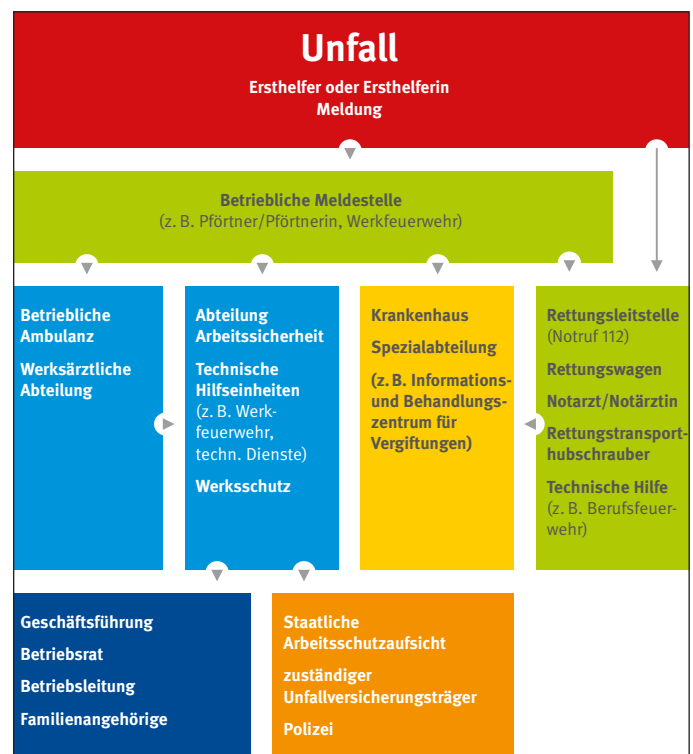 Unfall
Ersthelfer oder Ersthelferin
Meldung
Betriebliche Meldestelle
(z. B. Pförtner/Pförtnerin, Werkfeuerwehr)
Betriebliche
Ambulanz
Werksärztliche
Abteilung
Abteilung
Arbeitssicherheit
Technische
Hilfseinheiten
(z. B. Werk-
feuerwehr,
techn. Dienste)
Werksschutz
Krankenhaus
Spezialabteilung
(z. B. Informations-
und Behandlungs-
zentrum für
Vergiftungen)
Rettungsleitstelle
(Notruf 112)
Rettungswagen
Notarzt/Notärztin
Rettungstransport-
hubschrauber
Technische Hilfe
(z. B. Berufsfeuer-
wehr)
Geschäftsführung
Betriebsrat
Betriebsleitung
Familienangehörige
Staatliche
Arbeitsschutzaufsicht
zuständiger
Unfallversicherungsträger
Polizei